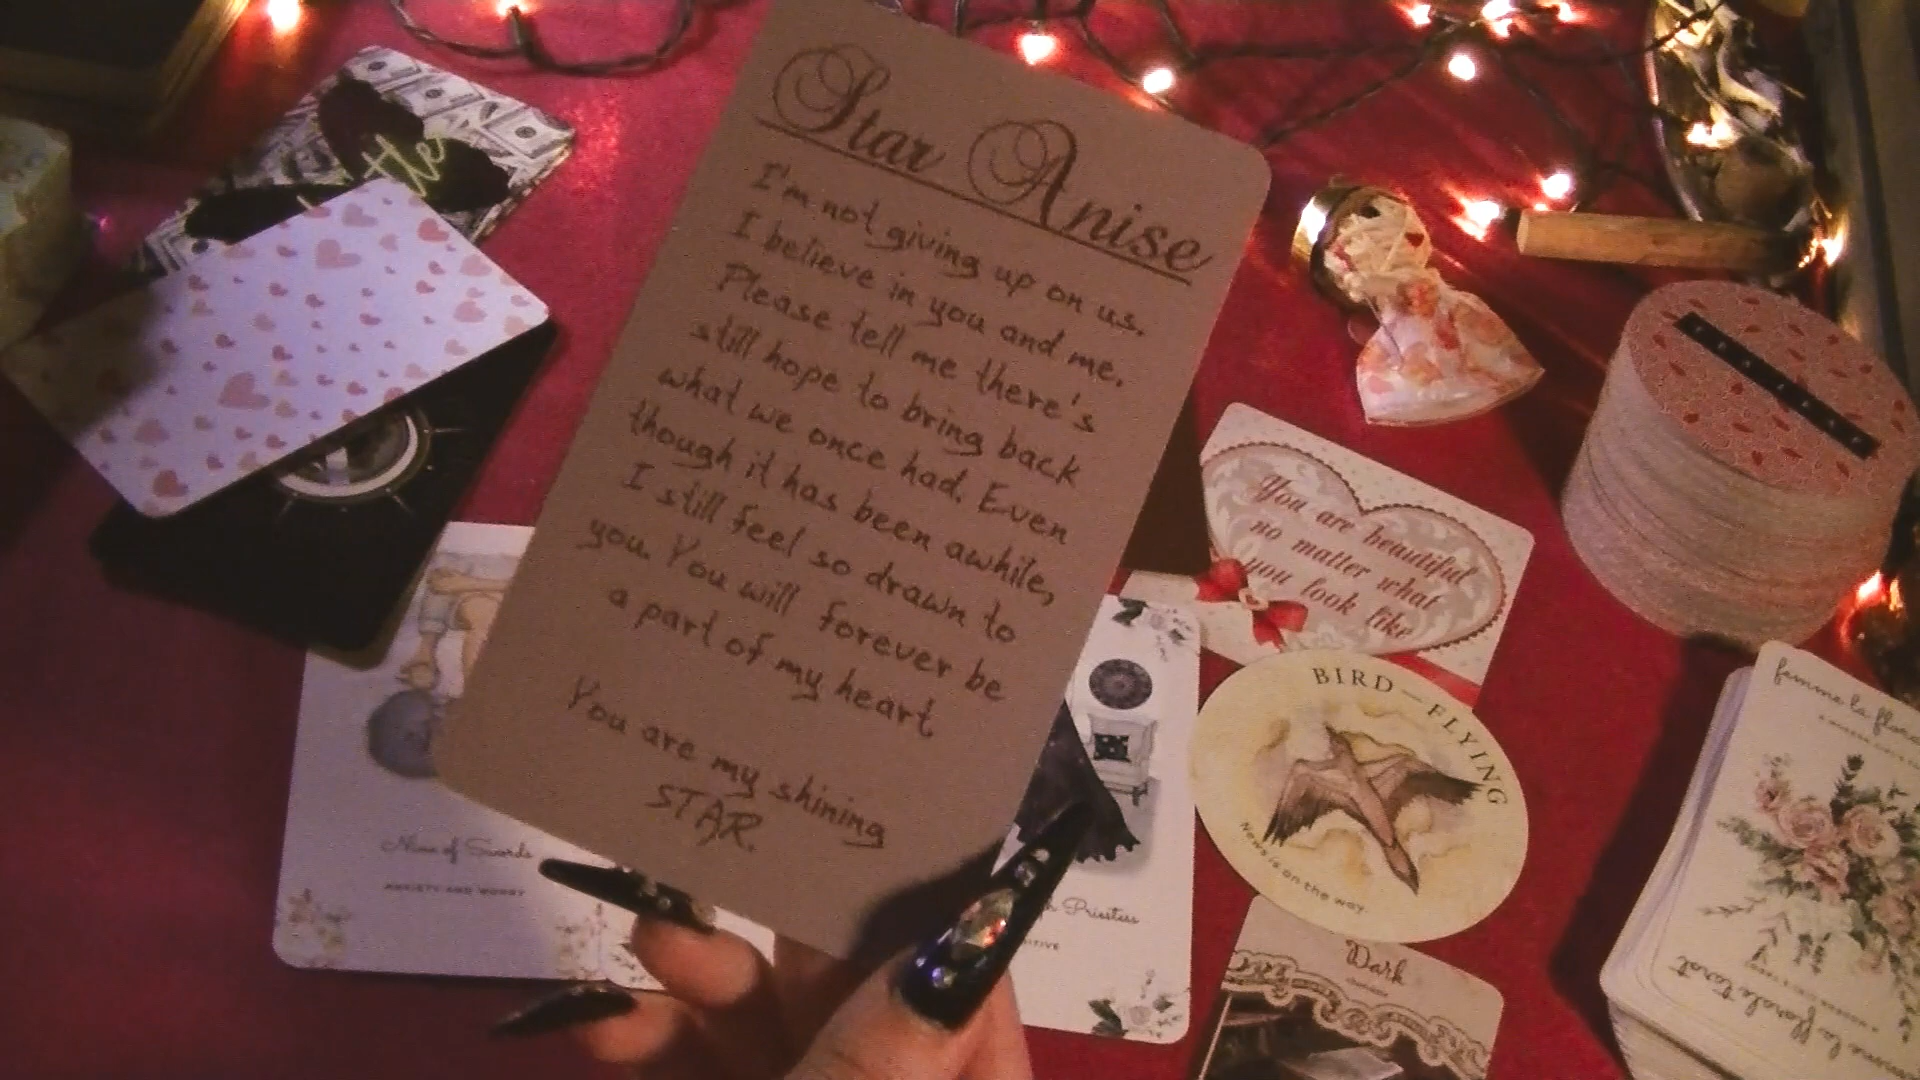 Star Anise
I'm not giving up on us.
I believe in you and me.
Please tell me there's
still hope to bring back
what we once had. Even
though it has been awhile,
I still feel so drawn to
you. You will forever be
a part of my heart.
You are my shining
STAR.
You are beautiful
no matter what
you look like
BIRD—FLYING
News is on the way.
Nine of Swords
ANXIETY AND WORRY
Priestess
Dark
femme la
la florale tarot